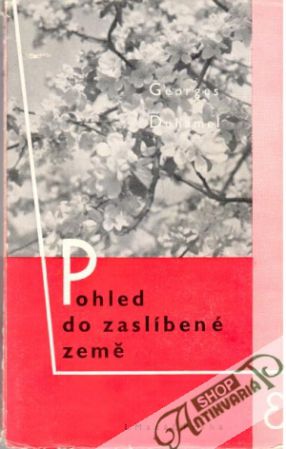 Georges
Duhamel
Pohled
do zaslíbené
země
SHOP
ANTIKVARIÁT